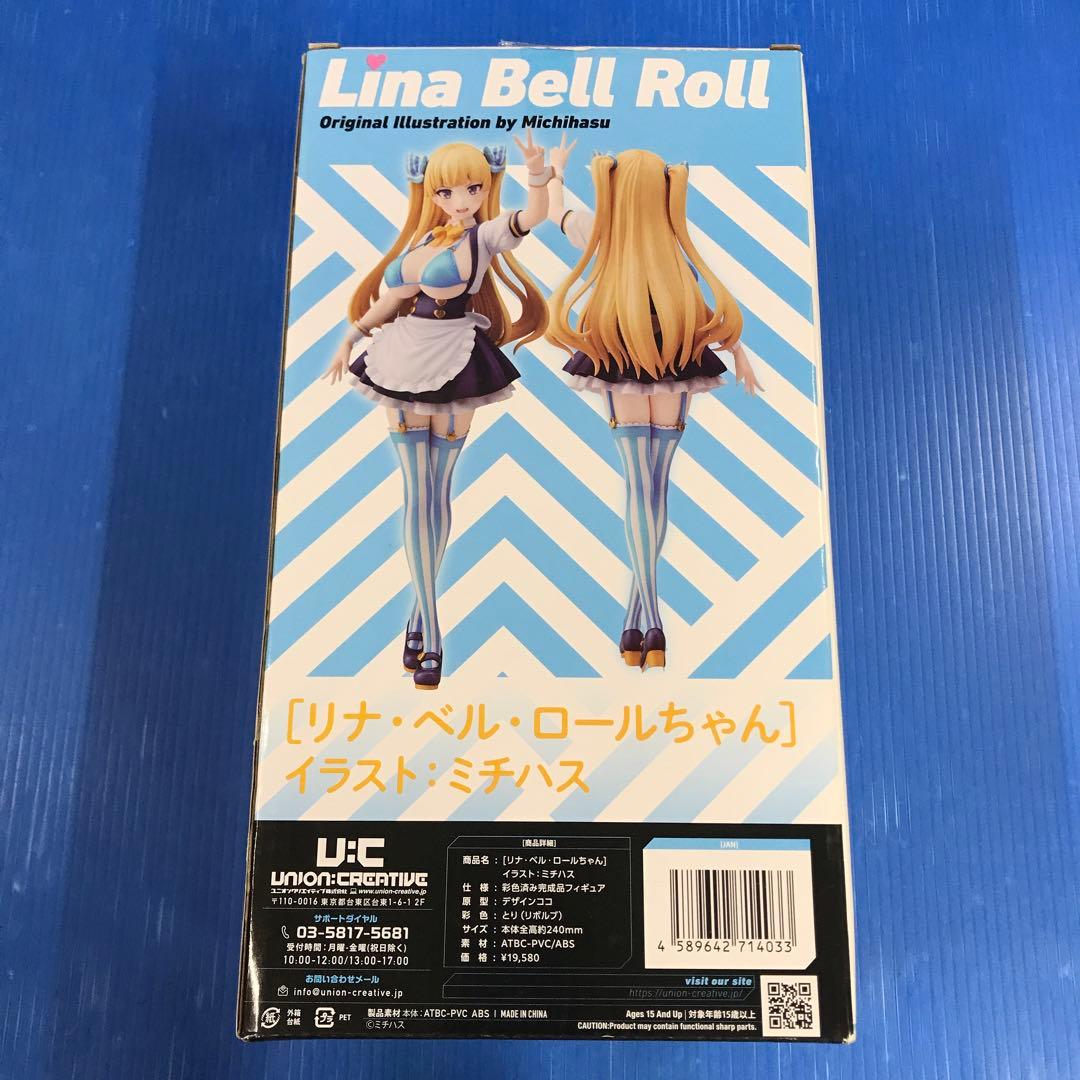 Lina Bell Roll
Original Illustration by Michihasu
[リナ・ベル・ロールちゃん]
イラスト：ミチハス
U:C
UNION:CREATIVE
ユニオンクリエイティブ株式会社 www.union-creative.jp
〒110-0016 東京都台東区台東1-6-1 2F
サポートダイヤル
03-5817-5681
受付時間：月曜-金曜(祝日除く)
10:00-12:00/13:00-17:00
お問い合わせメール
info@union-creative.jp
[商品詳細]
商品名：[リナ・ベル・ロールちゃん]
イラスト：ミチハス
仕 様：彩色済み完成品フィギュア
原 型：デザインココ
彩 色：とり(リボルブ)
サイズ：本体全高約240mm
素 材：ATBC-PVC/ABS
価 格：¥19,580
[JAN]
4 589642 714033
visit our site
https://union-creative.jp/
紙 外箱 台紙 プラ PET 製品素材 本体：ATBC-PVC ABS | MADE IN CHINA
©ミチハス
Ages 15 And Up | 対象年齢15歳以上
CAUTION:Product may contain functional sharp parts.